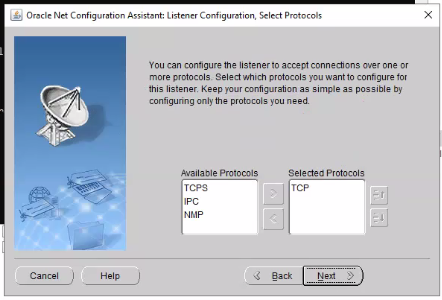 Oracle Net Configuration Assistant: Listener Configuration, Select Protocols
You can configure the listener to accept connections over one or
more protocols. Select which protocols you want to configure for
this listener. Keep your configuration as simple as possible by
configuring only the protocols you need.
Available Protocols
Selected Protocols
TCPS
IPC
NMP
TCP
Cancel
Help
Back
Next